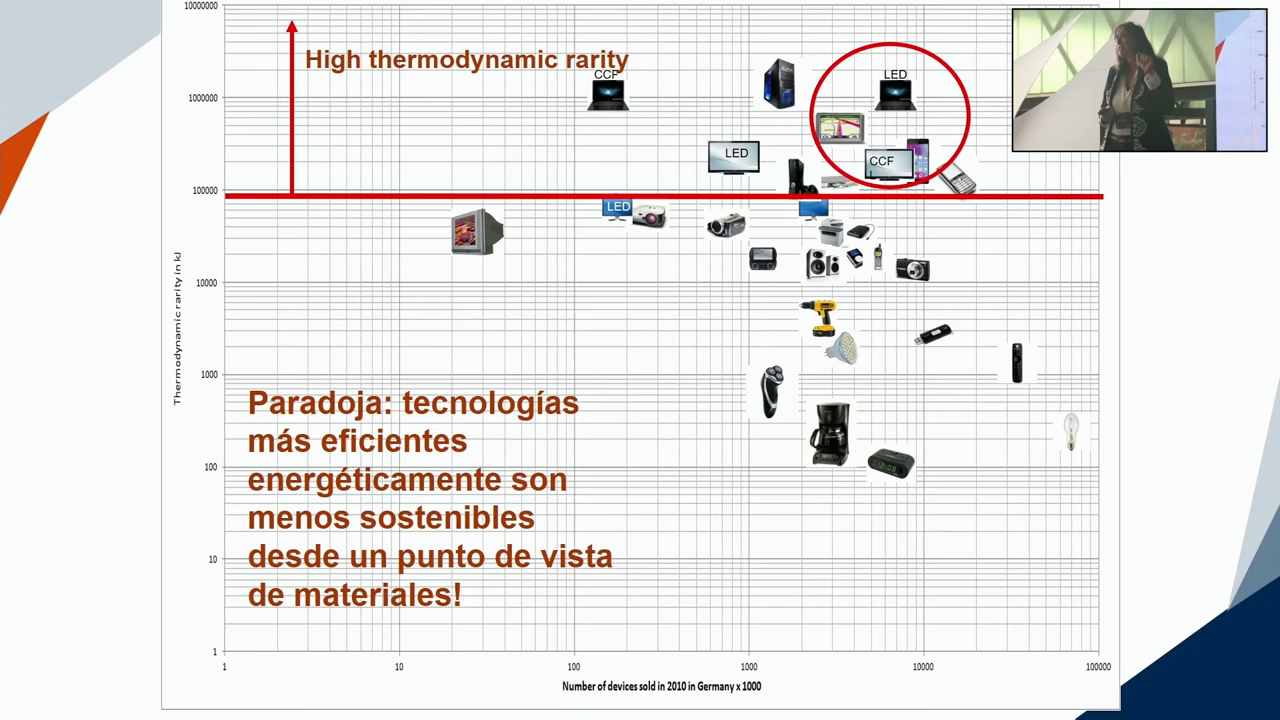 10000000
High thermodynamic rarity
CCF
LED
1000000
LED
CCF
100000
LED
Thermodynamic rarity in kJ
10000
1000
Paradoja: tecnologías
más eficientes
energéticamente son
menos sostenibles
desde un punto de vista
de materiales!
100
10
1
1
10
100
1000
10000
100000
Number of devices sold in 2010 in Germany x 1000